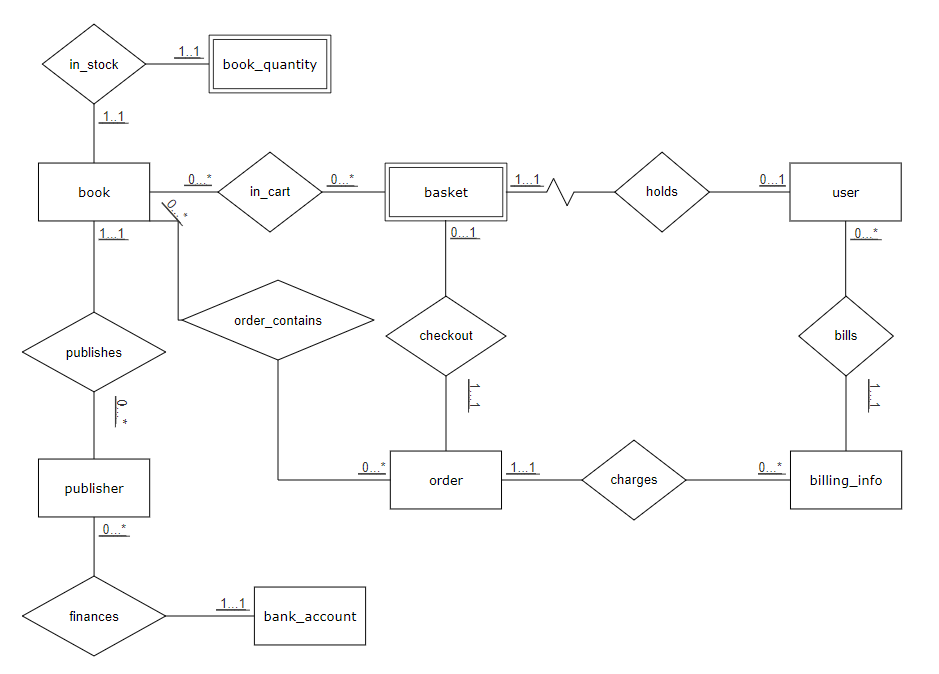 1..1
in_stock
book_quantity
1..1
book
0...*
in_cart
0...*
basket
1...1
holds
0...1
user
0...*
1...1
0...1
0...*
order_contains
publishes
checkout
bills
0...*
1...1
1...1
publisher
0...*
order
1...1
charges
0...*
billing_info
0...*
finances
1...1
bank_account